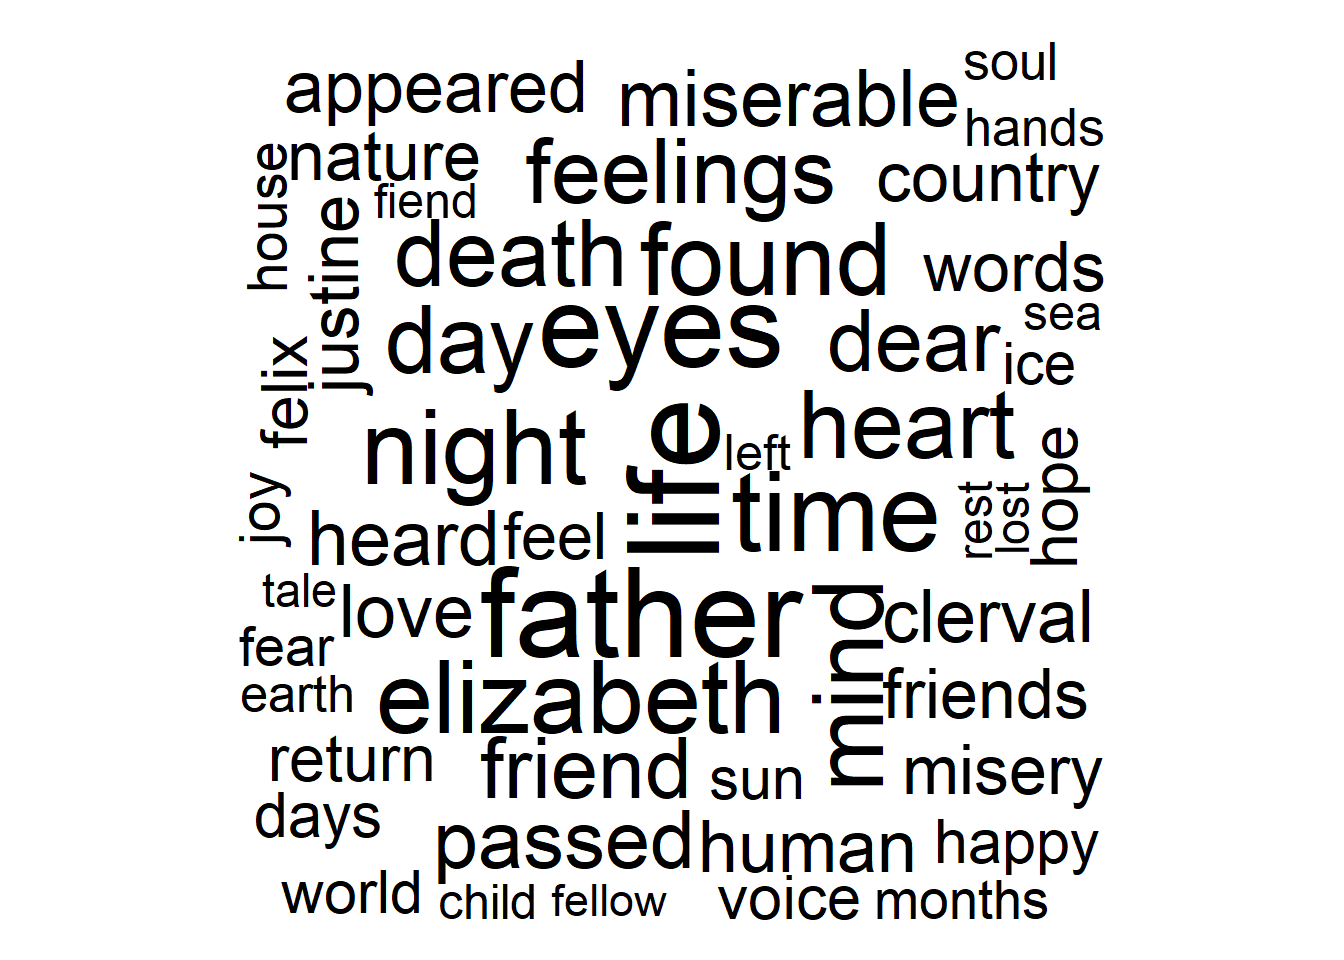 soul
appeared
miserable
hands
nature
house
feelings
country
fiend
justine
death
found
words
sea
day
eyes
dear
ice
felix
night
life
left
heart
hope
joy
time
rest
lost
heard
feel
tale
love
father
mind
clerval
fear
earth
elizabeth
friends
return
friend
sun
misery
days
passed
human
happy
world
child
fellow
voice
months